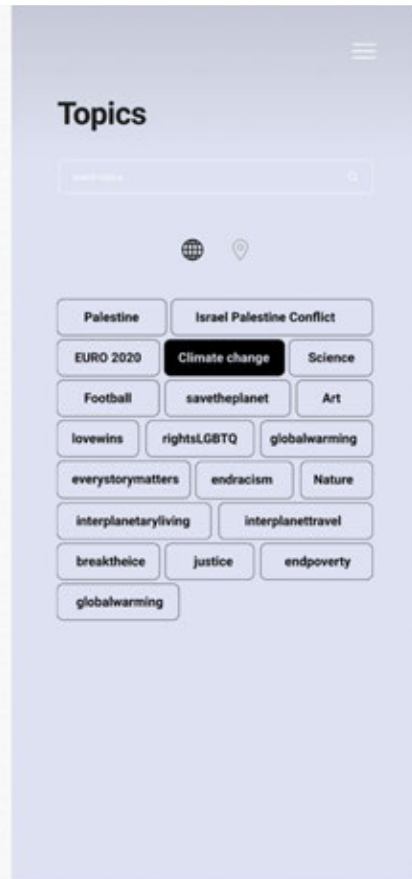 Topics
Palestine Israel Palestine Conflict
EURO 2020 Climate change Science
Football savetheplanet Art
lovewins rightsLGBTQ globalwarming
everystorymatters endracism Nature
interplanetaryliving interplanettravel
breaktheice justice endpoverty
globalwarming